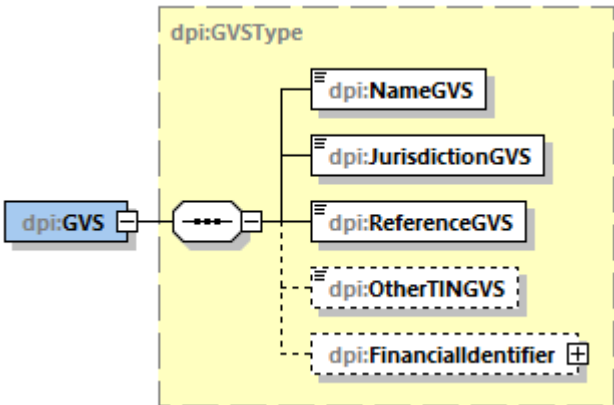 dpi:GVSType
dpi:NameGVS
dpi:JurisdictionGVS
dpi:GVS
dpi:ReferenceGVS
dpi:OtherTINGVS
dpi:FinancialIdentifier